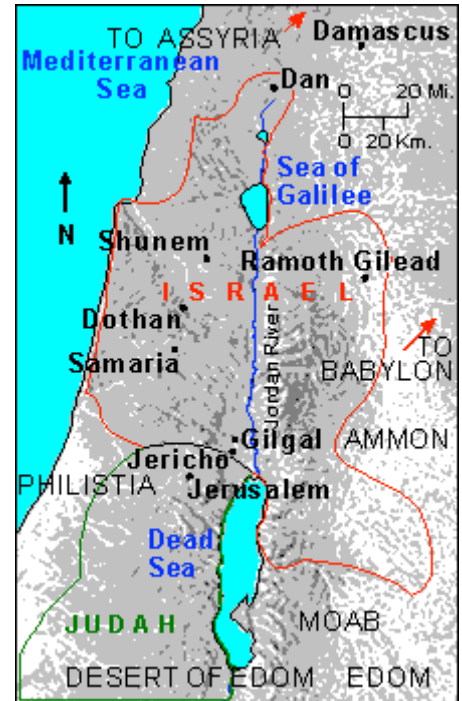 TO ASSYRIA
Damascus
Mediterranean
Sea
Dan
0 20 Mi.
0 20 Km.
Sea of
Galilee
N
Shunem
Ramoth Gilead
ISRAEL
Dothan
Jordan River
TO
BABYLON
Samaria
Gilgal
AMMON
Jericho
PHILISTIA
Jerusalem
Dead
Sea
JUDAH
MOAB
DESERT OF EDOM
EDOM